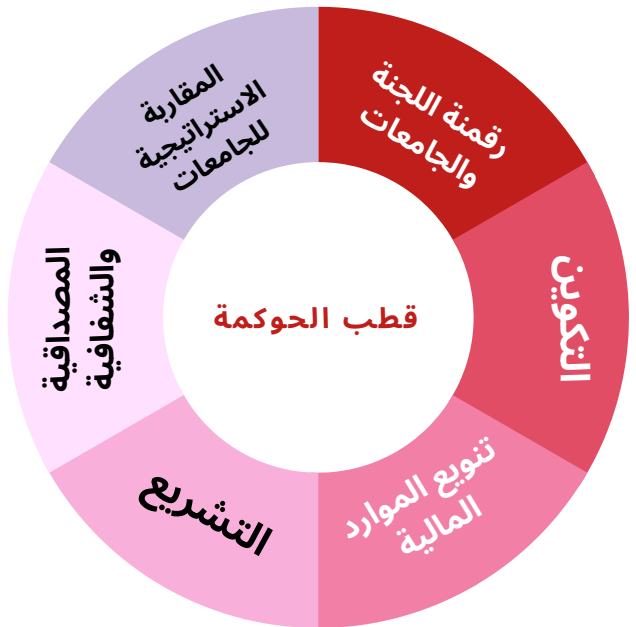 رقمنة اللجنة
والجامعات
التكوين
تنويع الموارد
المالية
التشريع
المصداقية
والشفافية
المقاربة
الاستراتيجية
للجامعات
قطب الحوكمة